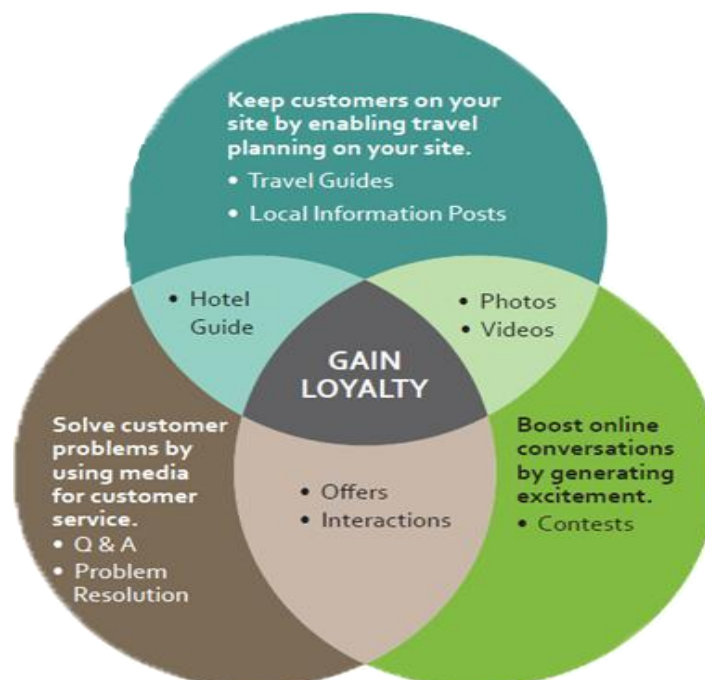 Keep customers on your
site by enabling travel
planning on your site.
• Travel Guides
• Local Information Posts
• Hotel
Guide
• Photos
• Videos
GAIN
LOYALTY
Solve customer
problems by
using media
for customer
service.
• Q & A
• Problem
Resolution
• Offers
• Interactions
Boost online
conversations
by generating
excitement.
• Contests